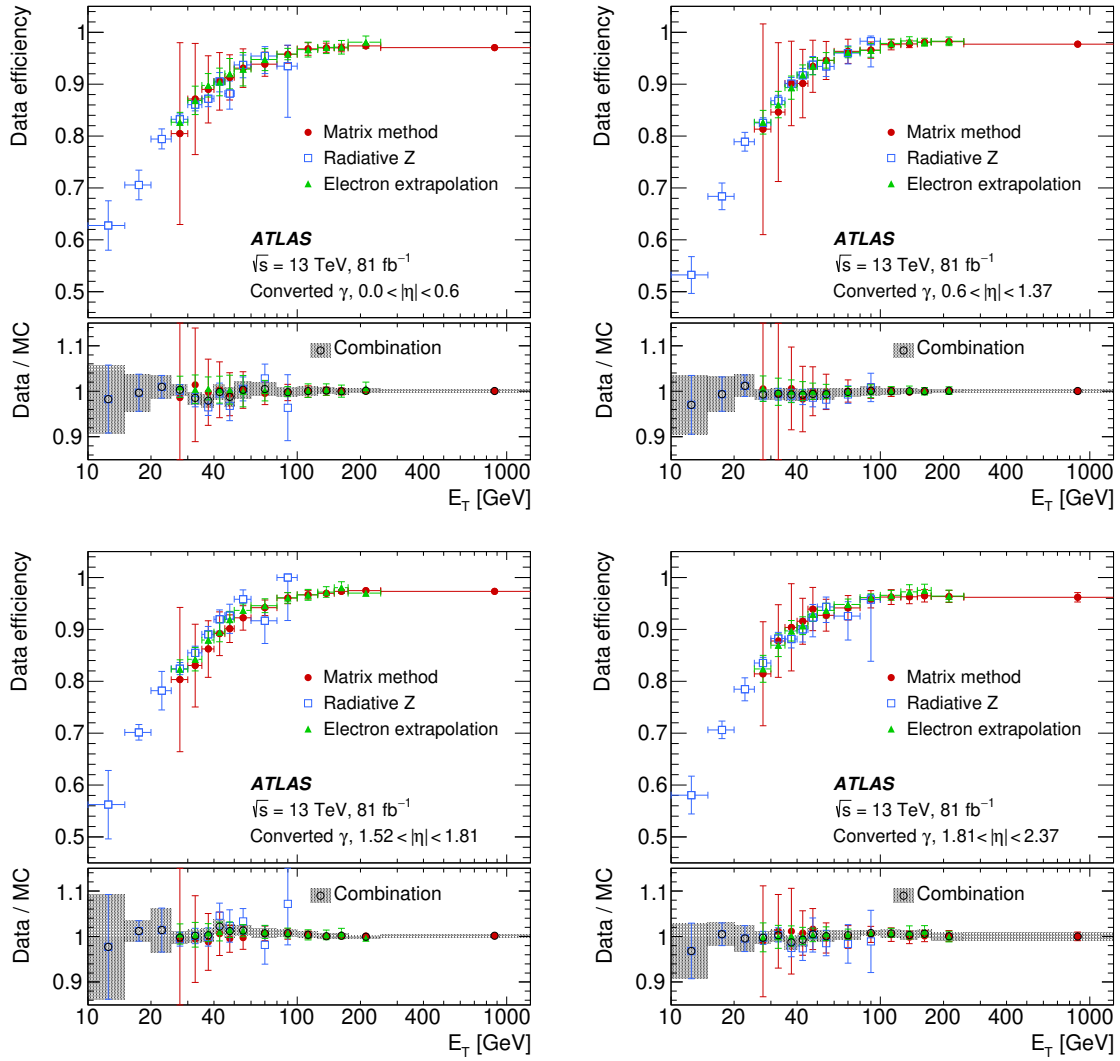 Data efficiency
1
0.9
0.8
0.7
0.6
0.5
Matrix method
Radiative Z
Electron extrapolation
ATLAS
√s = 13 TeV, 81 fb⁻¹
Converted γ, 0.0 < |η| < 0.6
Data / MC
1.1
1
0.9
Combination
10 20 40 100 200 1000
E_T [GeV]
Data efficiency
1
0.9
0.8
0.7
0.6
0.5
Matrix method
Radiative Z
Electron extrapolation
ATLAS
√s = 13 TeV, 81 fb⁻¹
Converted γ, 0.6 < |η| < 1.37
Data / MC
1.1
1
0.9
Combination
10 20 40 100 200 1000
E_T [GeV]
Data efficiency
1
0.9
0.8
0.7
0.6
0.5
Matrix method
Radiative Z
Electron extrapolation
ATLAS
√s = 13 TeV, 81 fb⁻¹
Converted γ, 1.52 < |η| < 1.81
Data / MC
1.1
1
0.9
Combination
10 20 40 100 200 1000
E_T [GeV]
Data efficiency
1
0.9
0.8
0.7
0.6
0.5
Matrix method
Radiative Z
Electron extrapolation
ATLAS
√s = 13 TeV, 81 fb⁻¹
Converted γ, 1.81 < |η| < 2.37
Data / MC
1.1
1
0.9
Combination
10 20 40 100 200 1000
E_T [GeV]